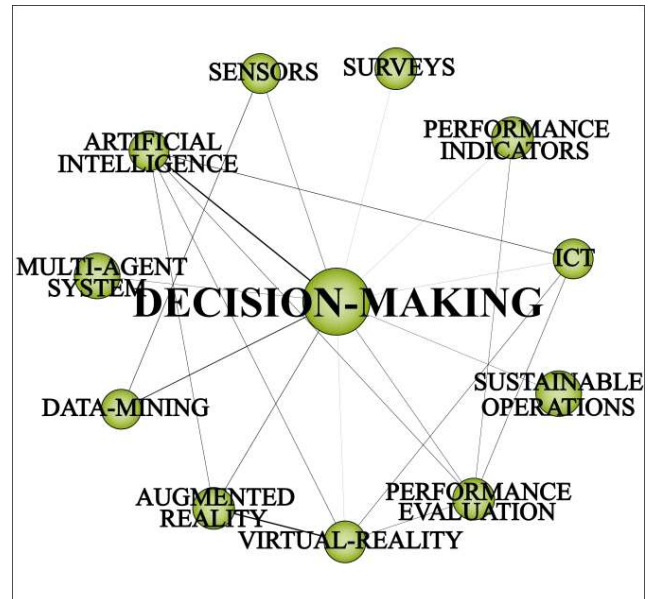 SENSORS
SURVEYS
ARTIFICIAL
INTELLIGENCE
PERFORMANCE
INDICATORS
MULTI-AGENT
SYSTEM
ICT
DECISION-MAKING
DATA-MINING
SUSTAINABLE
OPERATIONS
AUGMENTED
REALITY
PERFORMANCE
EVALUATION
VIRTUAL-REALITY